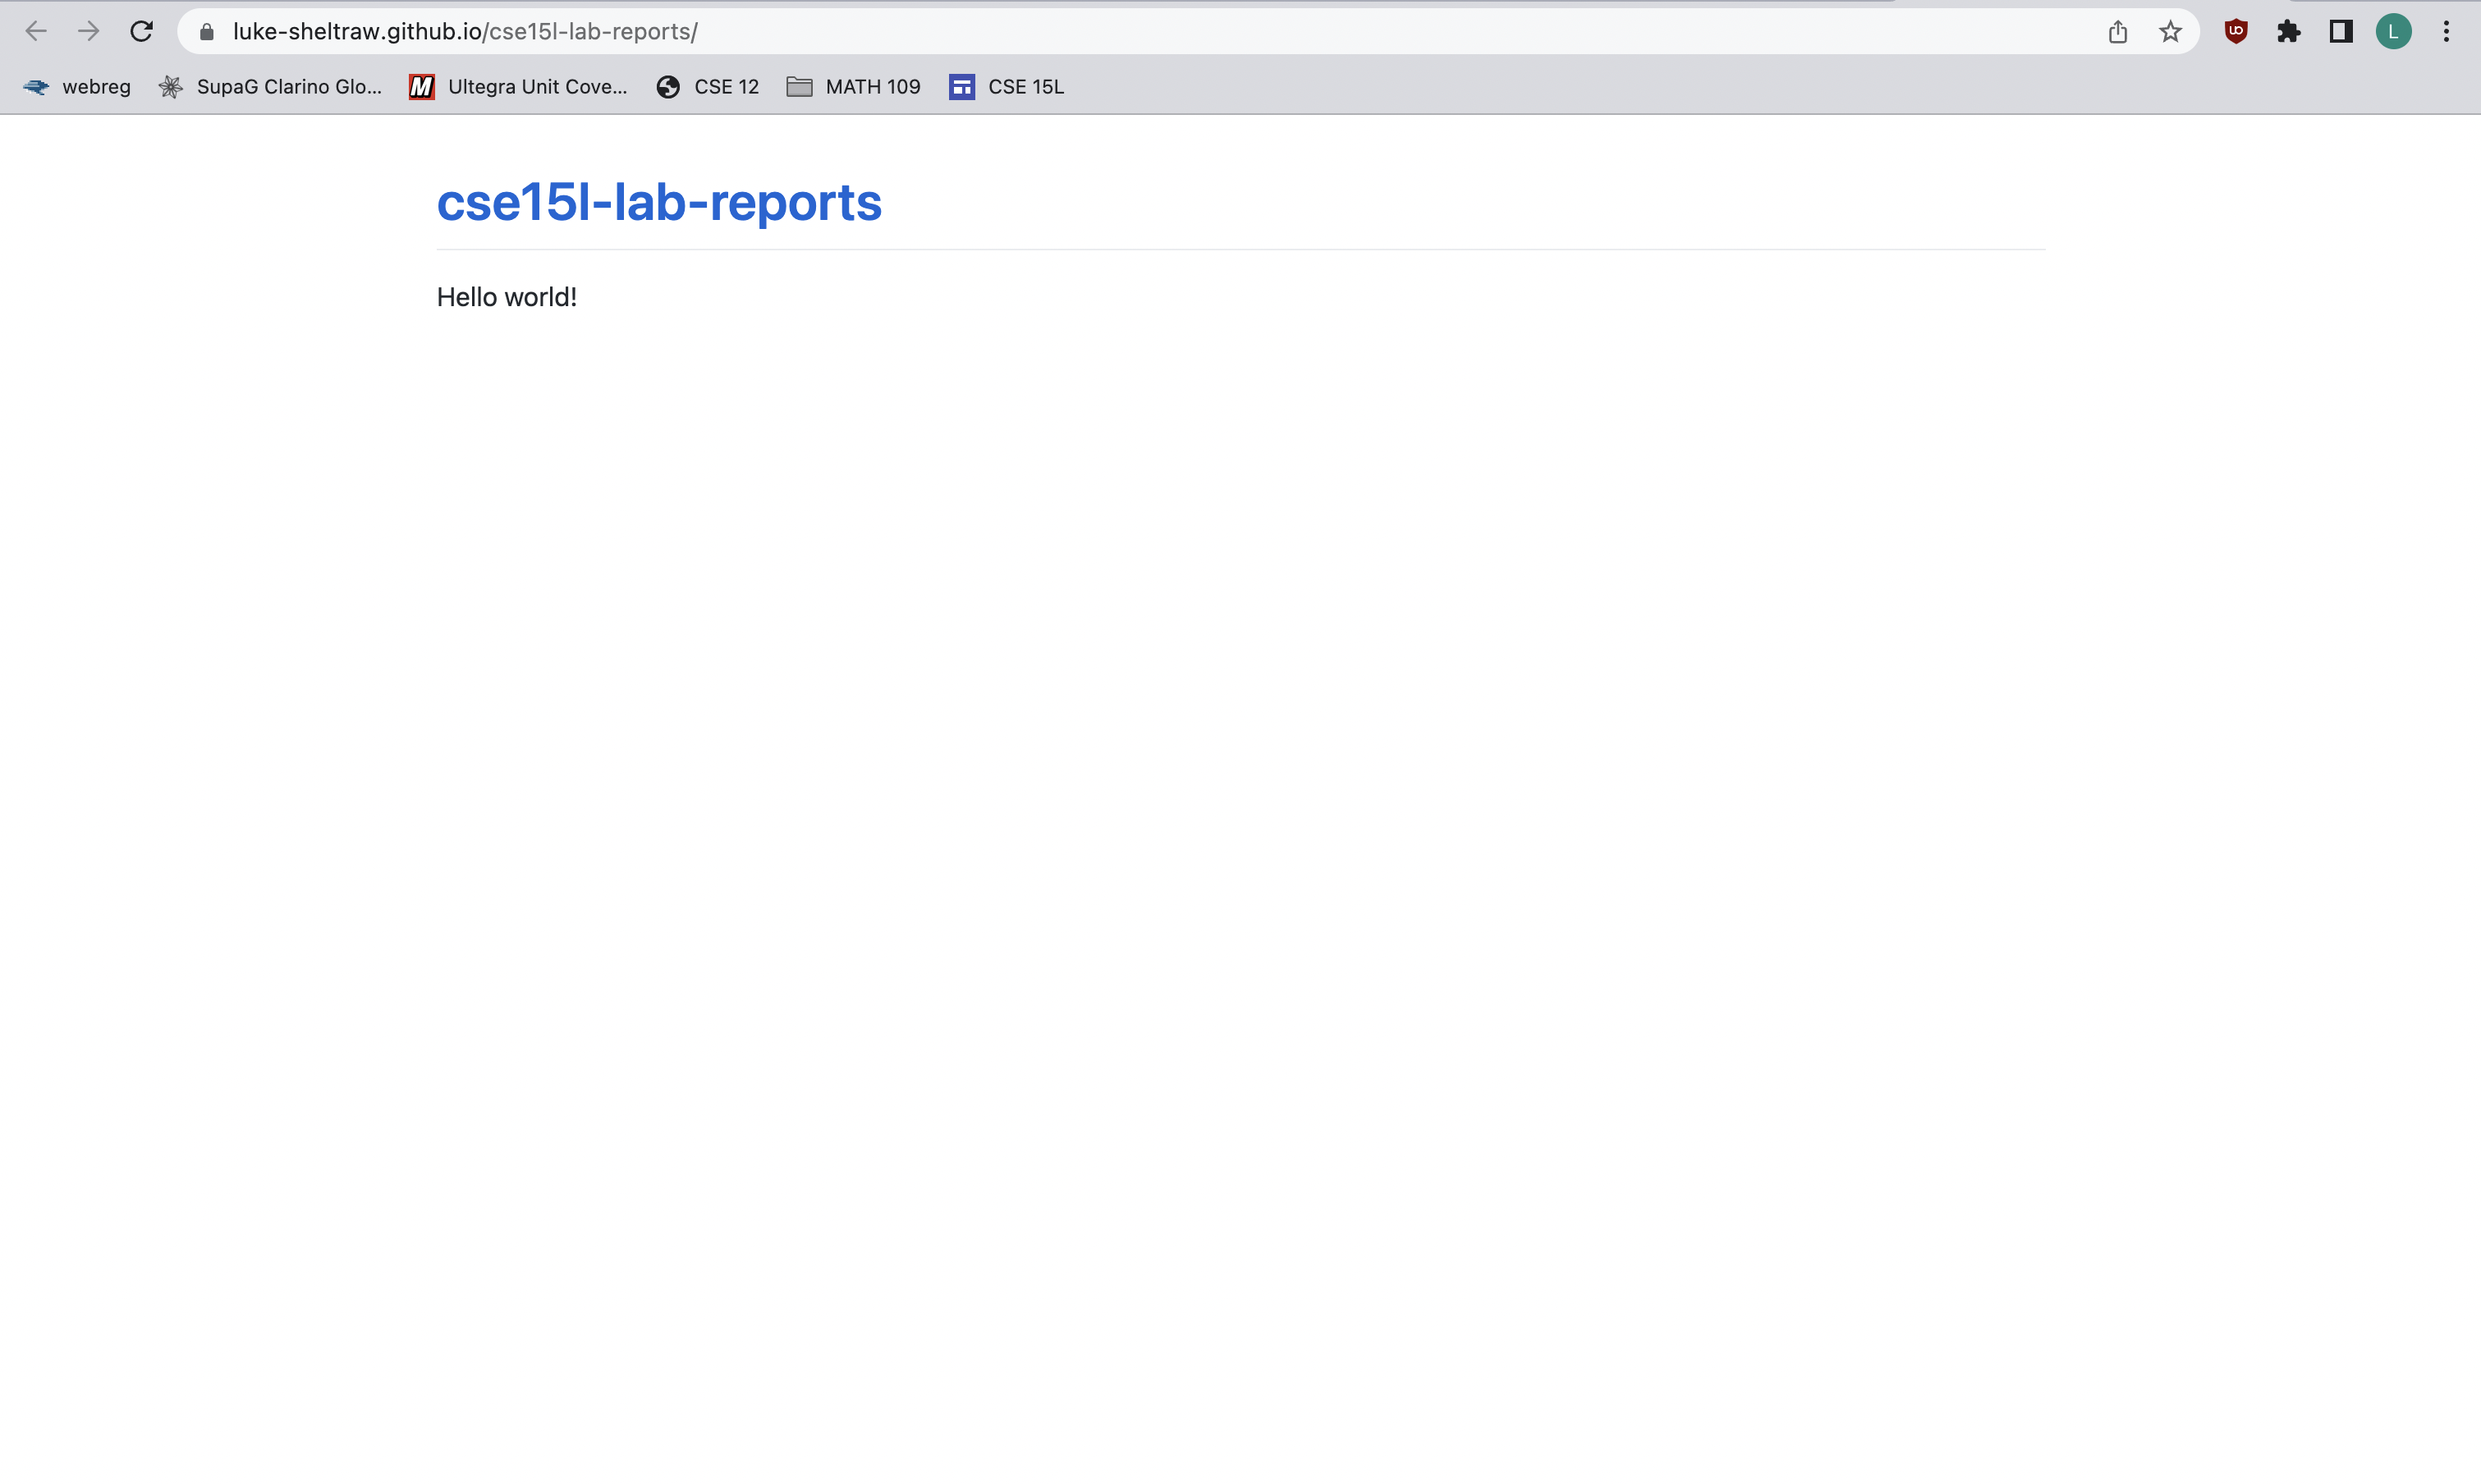 luke-sheltraw.github.io/cse15l-lab-reports/
L
webreg SupaG Clarino Glo... Ultegra Unit Cove... CSE 12 MATH 109 CSE 15L
cse15l-lab-reports
Hello world!